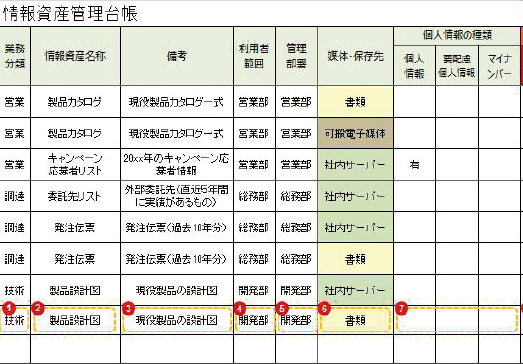 情報資産管理台帳
業務
分類
情報資産名称
備考
利用者
範囲
管理
部署
媒体・保存先
個人情報の種類
個人
情報
要配慮
個人情報
マイナ
ンバー
営業
製品カタログ
現役製品カタログ一式
営業部
営業部
書類
営業
製品カタログ
現役製品カタログ一式
営業部
営業部
可搬電子媒体
営業
キャンペーン
応募者リスト
20xx年のキャンペーン応
募者情報
営業部
営業部
社内サーバー
有
調達
委託先リスト
外部委託先(直近5年間
に実績があるもの)
総務部
総務部
社内サーバー
調達
発注伝票
発注伝票(過去10年分)
総務部
総務部
社内サーバー
調達
発注伝票
発注伝票(過去10年分)
総務部
総務部
書類
技術
製品設計図
現役製品の設計図
開発部
開発部
社内サーバー
1
2
3
4
5
6
7
技術
製品設計図
現役製品の設計図
開発部
開発部
書類